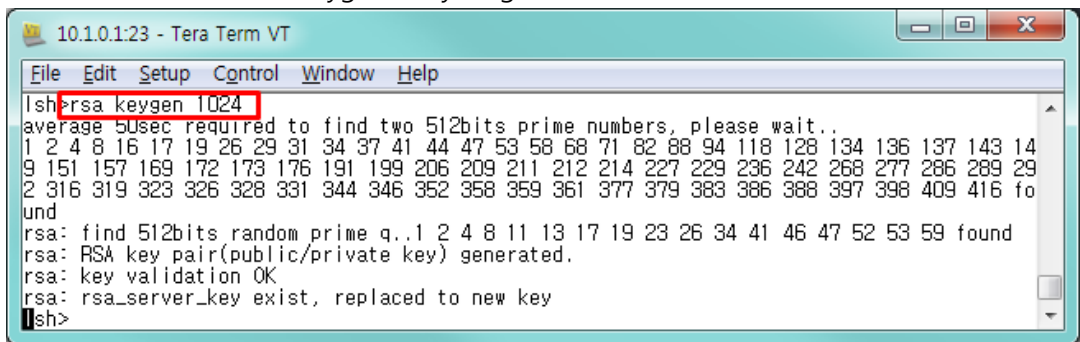 10.1.0.1:23 - Tera Term VT
File Edit Setup Control Window Help
lsh>rsa keygen 1024
average 50sec required to find two 512bits prime numbers, please wait..
1 2 4 8 16 17 19 26 29 31 34 37 41 44 47 53 58 68 71 82 88 94 118 128 134 136 137 143 14
9 151 157 169 172 173 176 191 199 206 209 211 212 214 227 229 236 242 268 277 286 289 29
2 316 319 323 326 328 331 344 346 352 358 359 361 377 379 383 386 388 397 398 409 416 fo
und
rsa: find 512bits random prime q..1 2 4 8 11 13 17 19 23 26 34 41 46 47 52 53 59 found
rsa: RSA key pair(public/private key) generated.
rsa: key validation OK
rsa: rsa_server_key exist, replaced to new key
lsh>